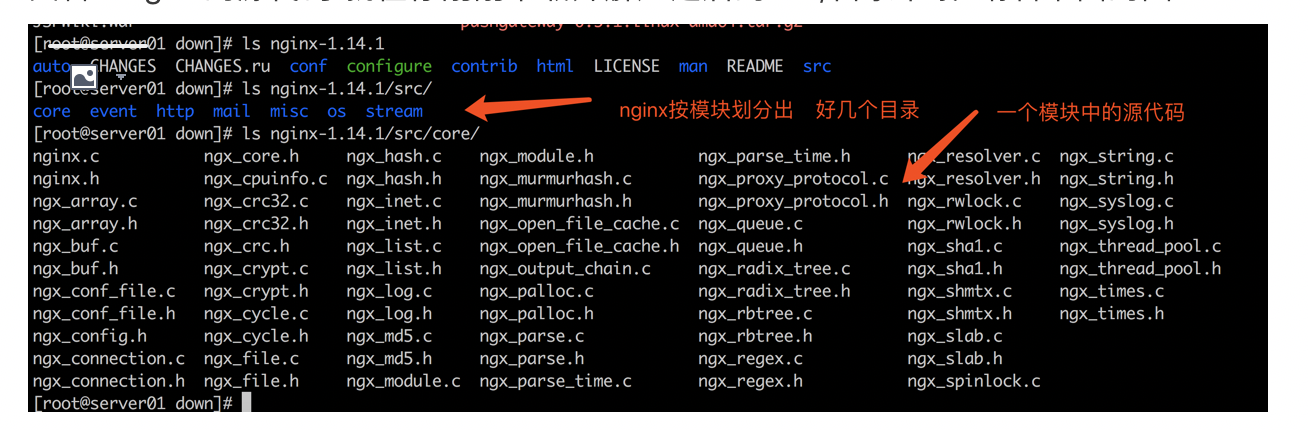 [root@server01 down]# ls nginx-1.14.1
auto CHANGES CHANGES.ru conf configure contrib html LICENSE man README src
[root@server01 down]# ls nginx-1.14.1/src/
core event http mail misc os stream
nginx按模块划分出 好几个目录
一个模块中的源代码
[root@server01 down]# ls nginx-1.14.1/src/core/
nginx.c ngx_core.h ngx_hash.c ngx_module.h ngx_parse_time.h ngx_resolver.c ngx_string.c
nginx.h ngx_cpuinfo.c ngx_hash.h ngx_murmurhash.c ngx_proxy_protocol.c ngx_resolver.h ngx_string.h
ngx_array.c ngx_crc32.c ngx_inet.c ngx_murmurhash.h ngx_proxy_protocol.h ngx_rwlock.c ngx_syslog.c
ngx_array.h ngx_crc32.h ngx_inet.h ngx_open_file_cache.c ngx_queue.c ngx_rwlock.h ngx_syslog.h
ngx_buf.c ngx_crc.h ngx_list.c ngx_open_file_cache.h ngx_queue.h ngx_sha1.c ngx_thread_pool.c
ngx_buf.h ngx_crypt.c ngx_list.h ngx_output_chain.c ngx_radix_tree.c ngx_sha1.h ngx_thread_pool.h
ngx_conf_file.c ngx_crypt.h ngx_log.c ngx_palloc.c ngx_radix_tree.h ngx_shmtx.c ngx_times.c
ngx_conf_file.h ngx_cycle.c ngx_log.h ngx_palloc.h ngx_rbtree.c ngx_shmtx.h ngx_times.h
ngx_config.h ngx_cycle.h ngx_md5.c ngx_parse.c ngx_rbtree.h ngx_slab.c
ngx_connection.c ngx_file.c ngx_md5.h ngx_parse.h ngx_regex.c ngx_slab.h
ngx_connection.h ngx_file.h ngx_module.c ngx_parse_time.c ngx_regex.h ngx_spinlock.c
[root@server01 down]#